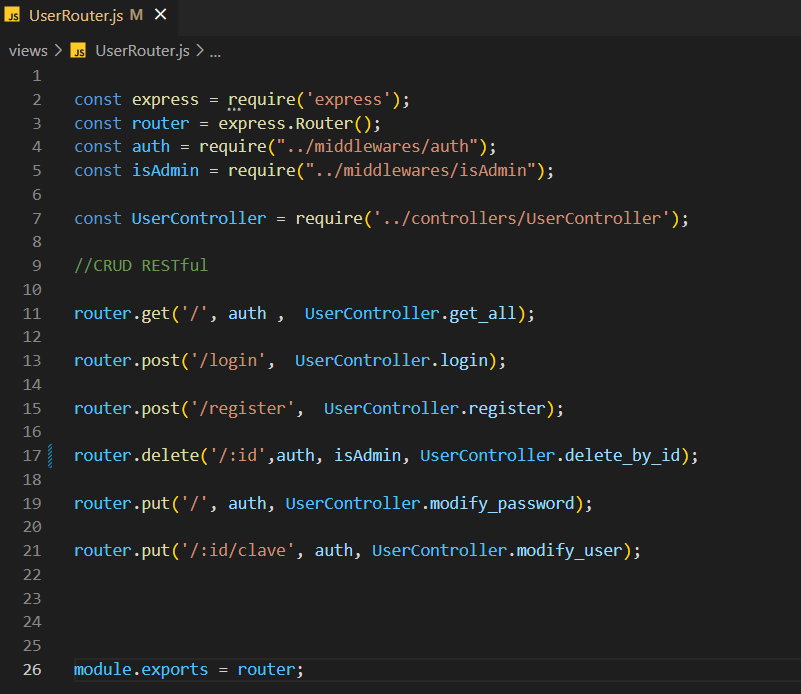 JS UserRouter.js M ×
views > JS UserRouter.js > ...
1
2 const express = require('express');
3 const router = express.Router();
4 const auth = require("../middlewares/auth");
5 const isAdmin = require("../middlewares/isAdmin");
6
7 const UserController = require('../controllers/UserController');
8
9 //CRUD RESTful
10
11 router.get('/', auth ,  UserController.get_all);
12
13 router.post('/login',  UserController.login);
14
15 router.post('/register',  UserController.register);
16
17 router.delete('/:id',auth, isAdmin, UserController.delete_by_id);
18
19 router.put('/', auth, UserController.modify_password);
20
21 router.put('/:id/clave', auth, UserController.modify_user);
22
23
24
25
26 module.exports = router;